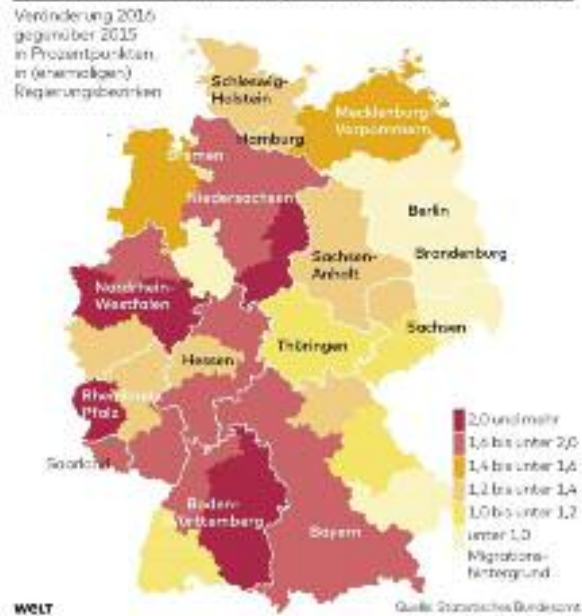 Veränderung 2016
gegenüber 2015
in Prozentpunkten,
in (ehemaligen)
Regierungsbezirken
Schleswig-
Holstein
Mecklenburg-
Vorpommern
Hamburg
Bremen
Niedersachsen
Berlin
Brandenburg
Sachsen-
Anhalt
Nordrhein-
Westfalen
Sachsen
Thüringen
Hessen
Rheinland-
Pfalz
Saarland
Baden-
Württemberg
Bayern
2,0 und mehr
1,6 bis unter 2,0
1,4 bis unter 1,6
1,2 bis unter 1,4
1,0 bis unter 1,2
unter 1,0
Migrations-
hintergrund
WELT
Quelle: Statistisches Bundesamt